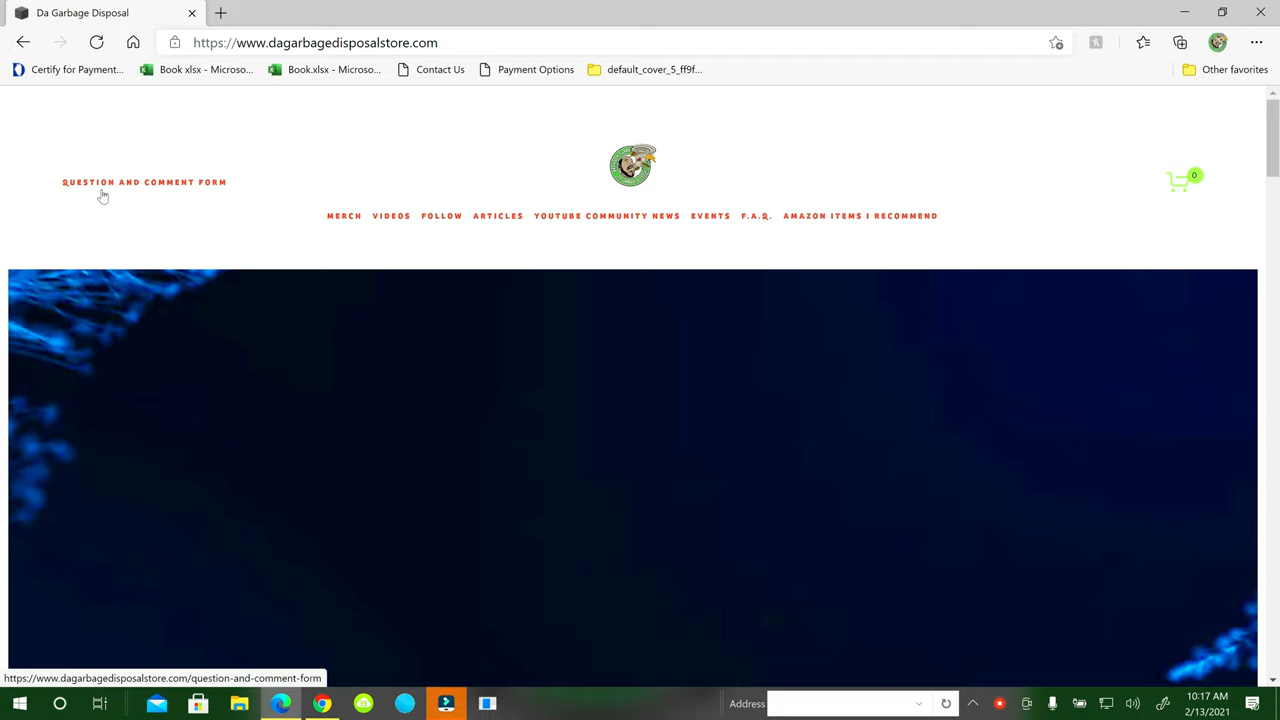 Da Garbage Disposal
https://www.dagarbagedisposalstore.com
Certify for Payment... Book xlsx - Microso... Book.xlsx - Microso... Contact Us Payment Options default_cover_5_ff9f... Other favorites
QUESTION AND COMMENT FORM
0
MERCH VIDEOS FOLLOW ARTICLES YOUTUBE COMMUNITY NEWS EVENTS F.A.Q. AMAZON ITEMS I RECOMMEND
https://www.dagarbagedisposalstore.com/question-and-comment-form
Address
10:17 AM
2/13/2021